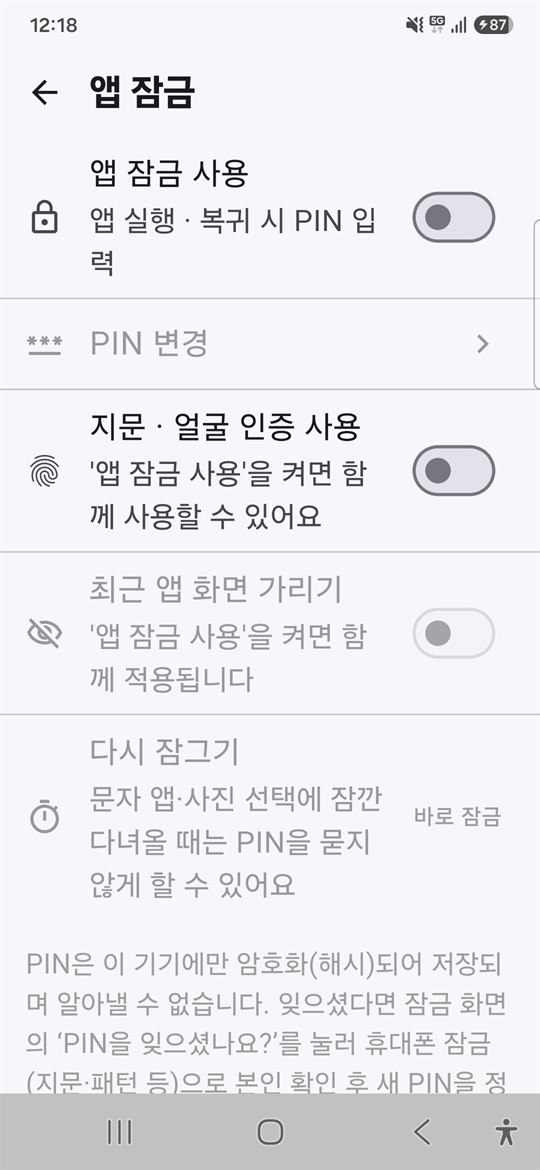 12:18
5G
87
앱 잠금
앱 잠금 사용
앱 실행 · 복귀 시 PIN 입
력
***
PIN 변경
지문 · 얼굴 인증 사용
'앱 잠금 사용'을 켜면 함
께 사용할 수 있어요
최근 앱 화면 가리기
'앱 잠금 사용'을 켜면 함
께 적용됩니다
다시 잠그기
문자 앱·사진 선택에 잠깐
다녀올 때는 PIN을 묻지
않게 할 수 있어요
바로 잠금
PIN은 이 기기에만 암호화(해시)되어 저장되
며 알아낼 수 없습니다. 잊으셨다면 잠금 화면
의 ‘PIN을 잊으셨나요?’를 눌러 휴대폰 잠금
(지문·패턴 등)으로 본인 확인 후 새 PIN을 정